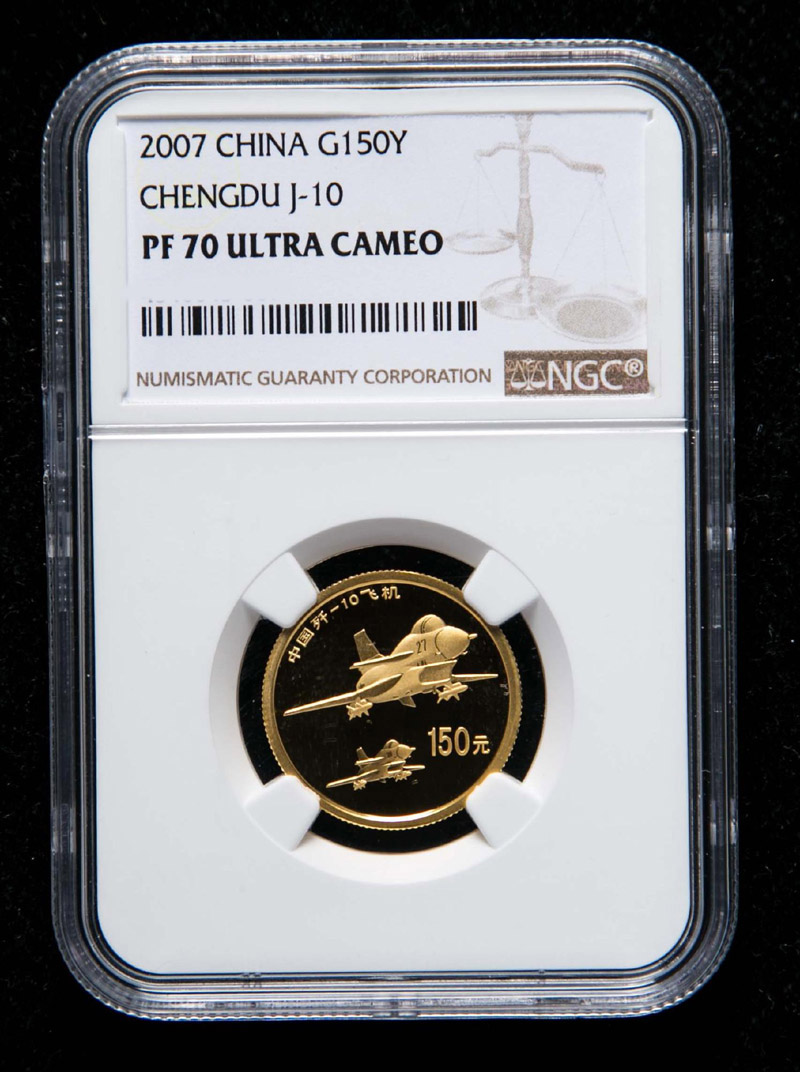 2007 CHINA G150Y
CHENGDU J-10
PF 70 ULTRA CAMEO
NUMISMATIC GUARANTY CORPORATION
NGC®
中国歼-10飞机
27
150元